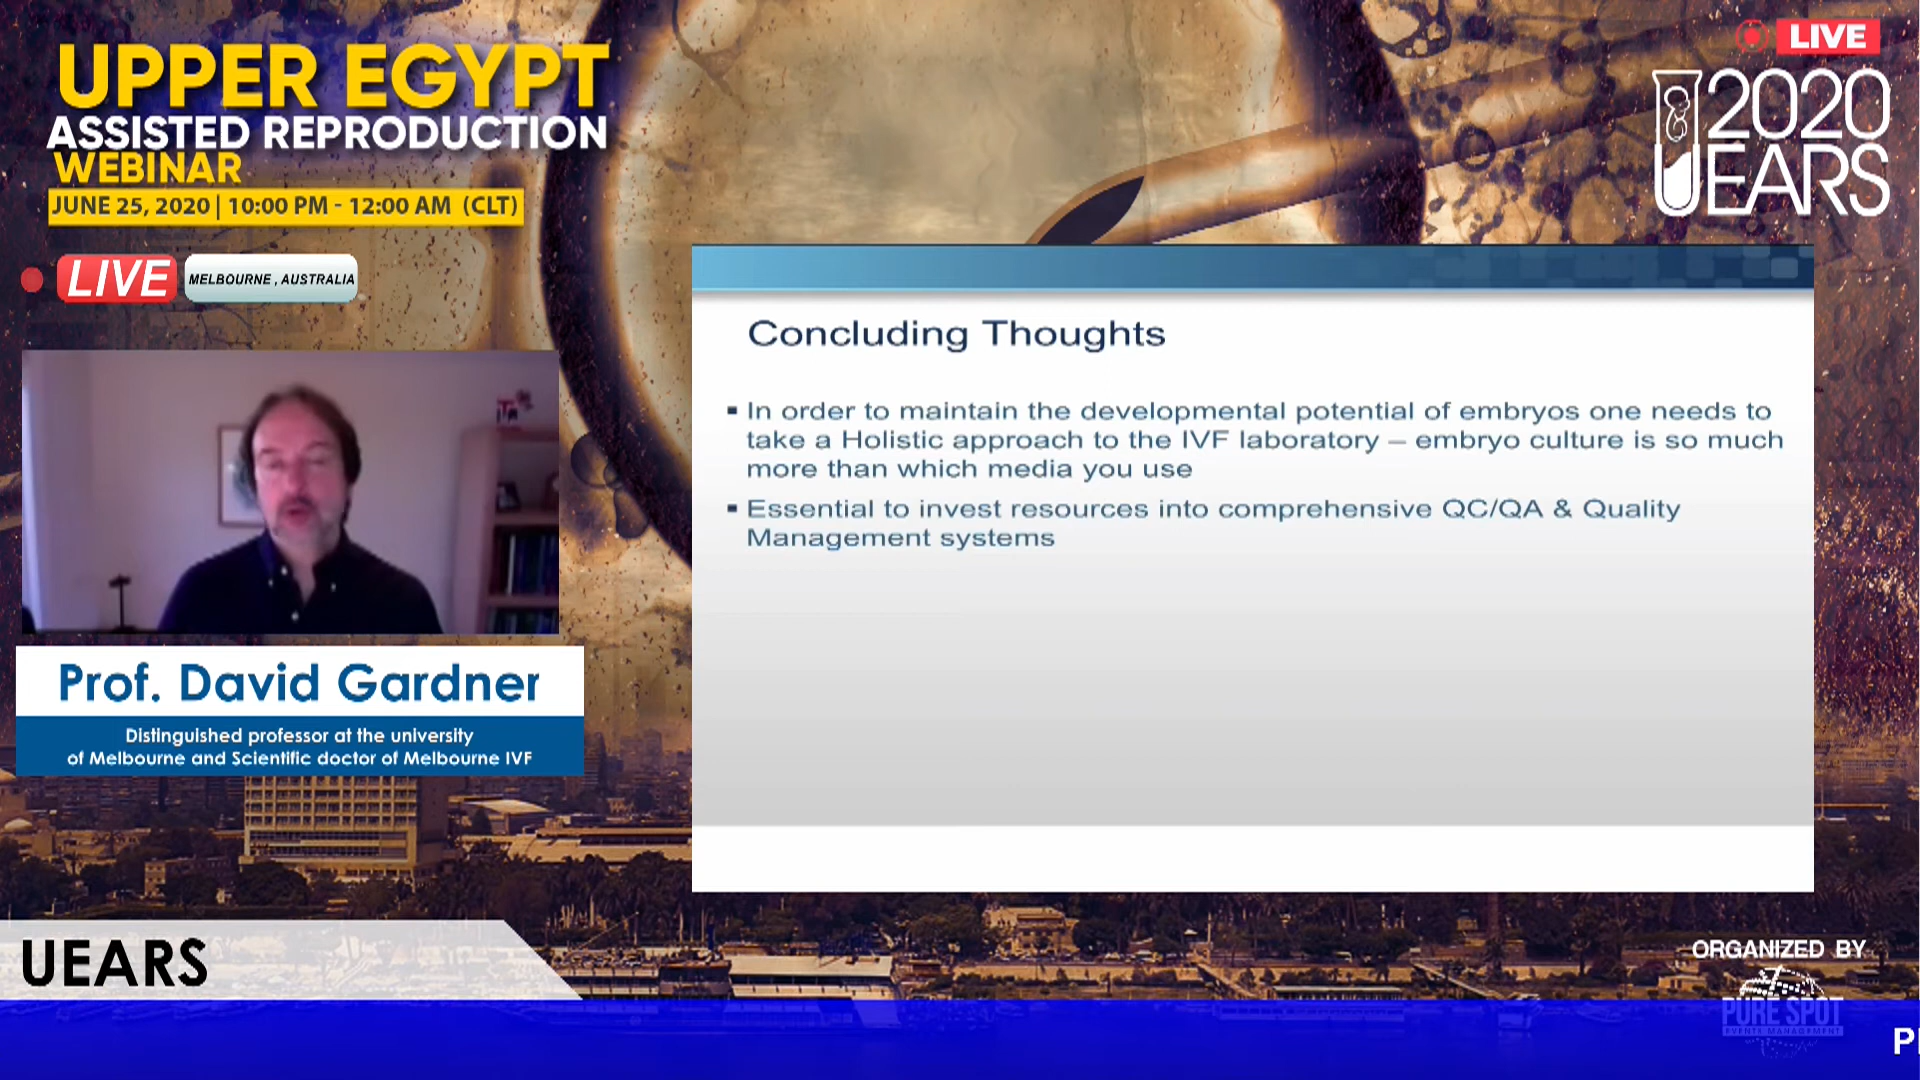 UPPER EGYPT
ASSISTED REPRODUCTION
WEBINAR
JUNE 25, 2020 | 10:00 PM - 12:00 AM (CLT)
LIVE
MELBOURNE , AUSTRALIA
LIVE
2020
UEARS
Concluding Thoughts
▪ In order to maintain the developmental potential of embryos one needs to
take a Holistic approach to the IVF laboratory – embryo culture is so much
more than which media you use
▪ Essential to invest resources into comprehensive QC/QA & Quality
Management systems
Prof. David Gardner
Distinguished professor at the university
of Melbourne and Scientific doctor of Melbourne IVF
UEARS
ORGANIZED BY
PURE SPOT
EVENTS MANAGEMENT